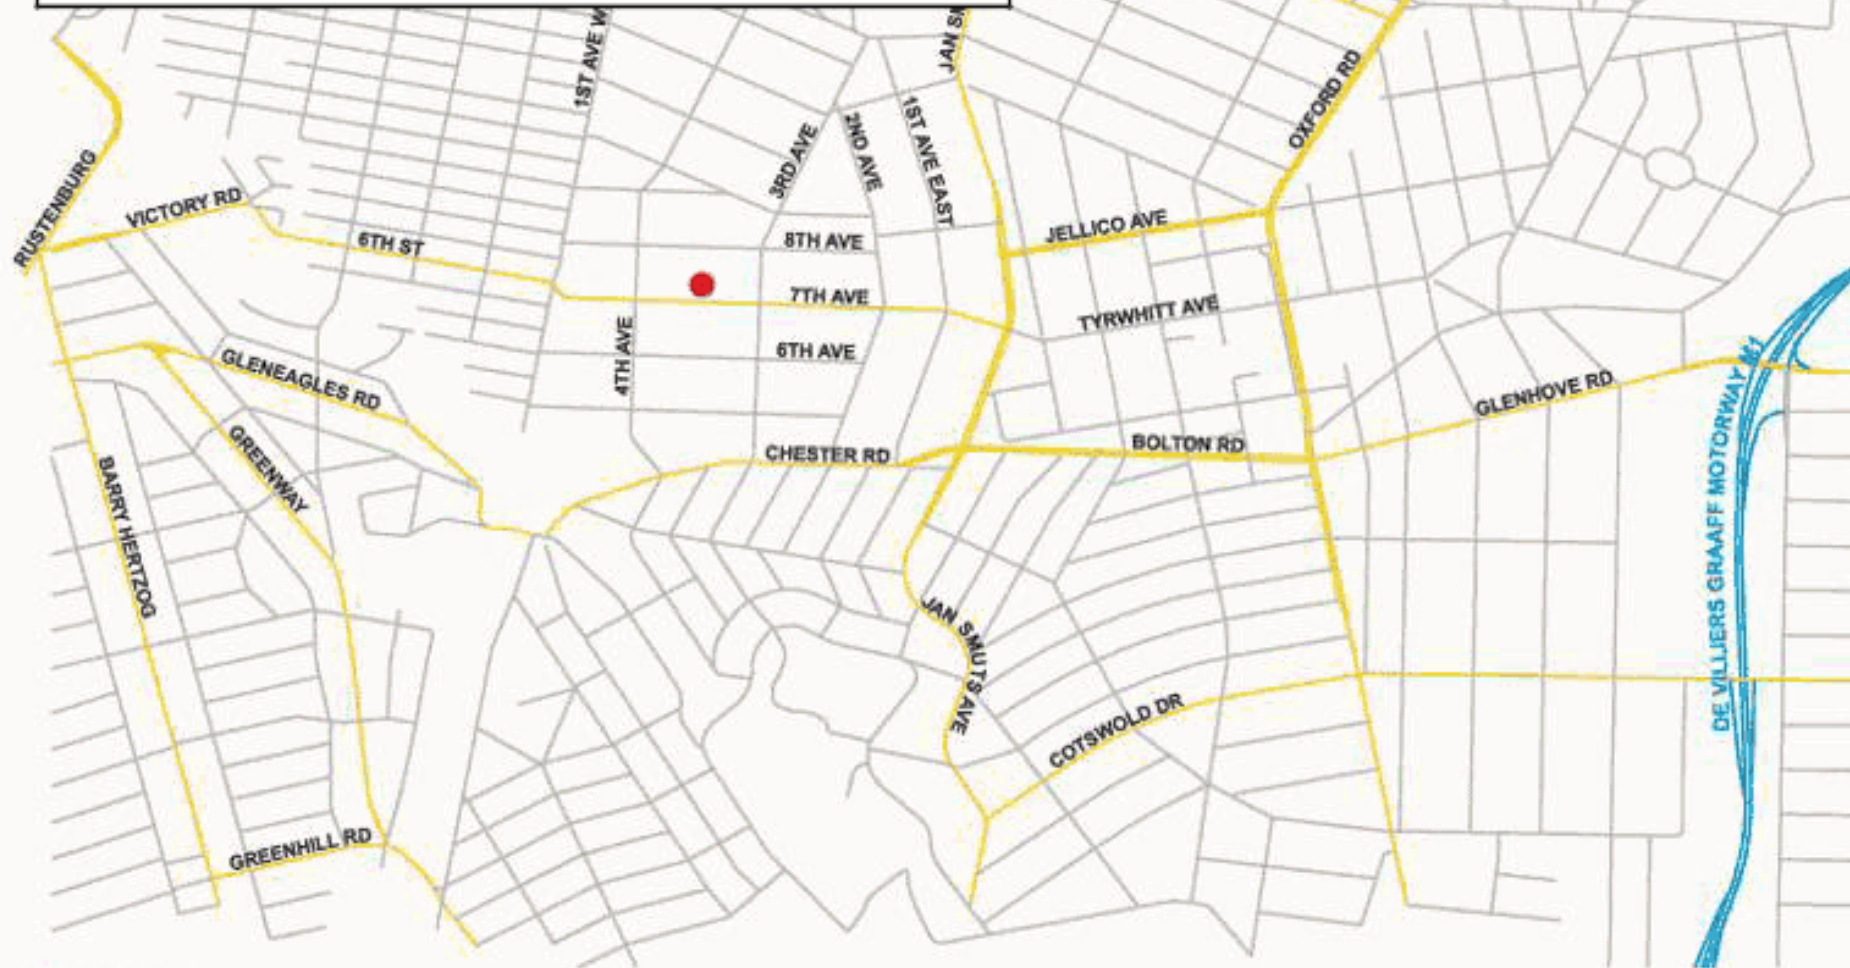 1ST AVE W
JAN SM
OXFORD RD
3RD AVE
2ND AVE
1ST AVE EAST
RUSTENBURG
VICTORY RD
6TH ST
8TH AVE
JELLICO AVE
7TH AVE
TYRWHITT AVE
4TH AVE
6TH AVE
GLENEAGLES RD
GLENHOVE RD
GREENWAY
CHESTER RD
BOLTON RD
BARRY HERTZOG
DE VILLIERS GRAAFF MOTORWAY M1
JAN SMUTS AVE
COTSWOLD DR
GREENHILL RD